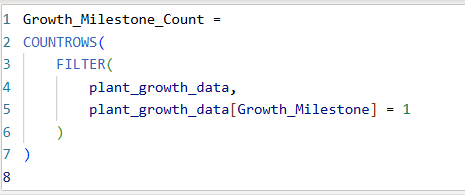 1 Growth_Milestone_Count =
2 COUNTROWS(
3     FILTER(
4         plant_growth_data,
5         plant_growth_data[Growth_Milestone] = 1
6     )
7 )
8